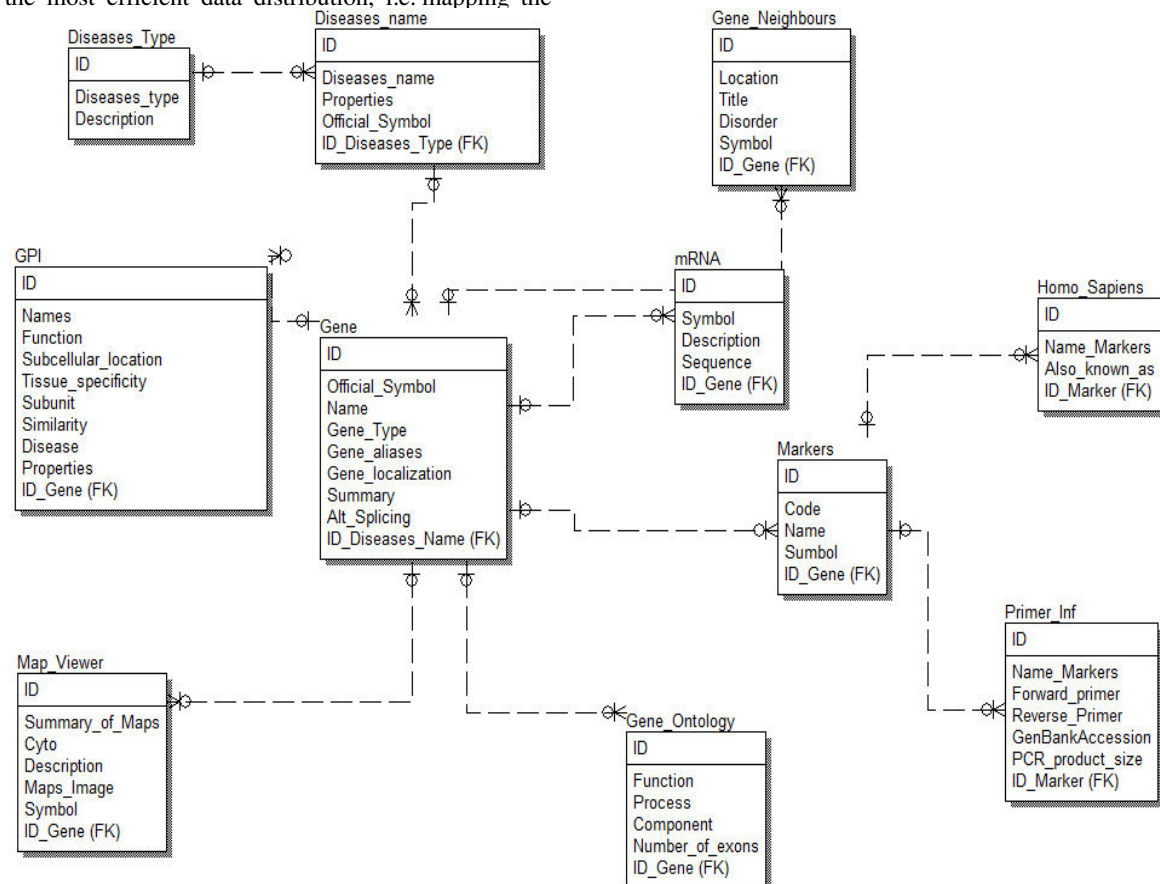 the most efficient data distribution, i.e. mapping the
Diseases_Type
ID
Diseases_type
Description
Diseases_name
ID
Diseases_name
Properties
Official_Symbol
ID_Diseases_Type (FK)
Gene_Neighbours
ID
Location
Title
Disorder
Symbol
ID_Gene (FK)
GPI
ID
Names
Function
Subcellular_location
Tissue_specificity
Subunit
Similarity
Disease
Properties
ID_Gene (FK)
Gene
ID
Official_Symbol
Name
Gene_Type
Gene_aliases
Gene_localization
Summary
Alt_Splicing
ID_Diseases_Name (FK)
mRNA
ID
Symbol
Description
Sequence
ID_Gene (FK)
Homo_Sapiens
ID
Name_Markers
Also_known_as
ID_Marker (FK)
Markers
ID
Code
Name
Sumbol
ID_Gene (FK)
Primer_Inf
ID
Name_Markers
Forward_primer
Reverse_Primer
GenBankAccession
PCR_product_size
ID_Marker (FK)
Map_Viewer
ID
Summary_of_Maps
Cyto
Description
Maps_Image
Symbol
ID_Gene (FK)
Gene_Ontology
ID
Function
Process
Component
Number_of_exons
ID_Gene (FK)